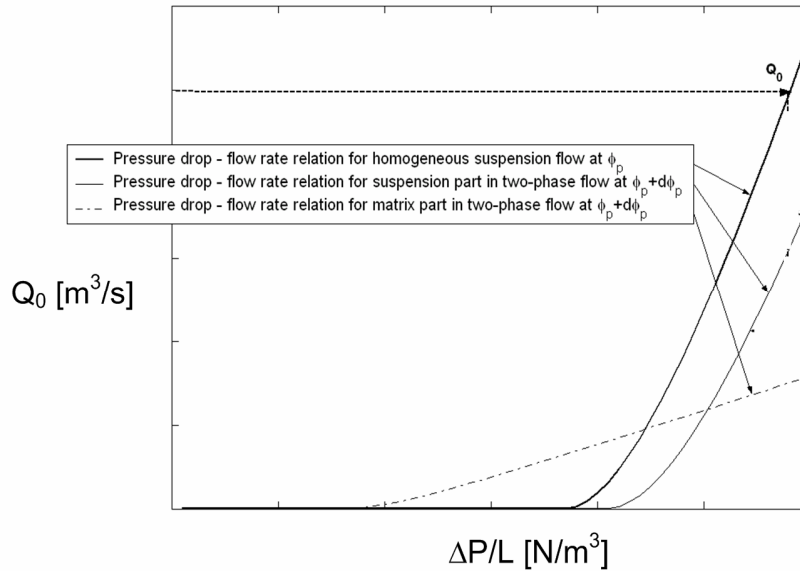 Q₀
Pressure drop - flow rate relation for homogeneous suspension flow at ϕₚ
Pressure drop - flow rate relation for suspension part in two-phase flow at ϕₚ+dϕₚ
Pressure drop - flow rate relation for matrix part in two-phase flow at ϕₚ+dϕₚ
Q₀ [m³/s]
ΔP/L [N/m³]